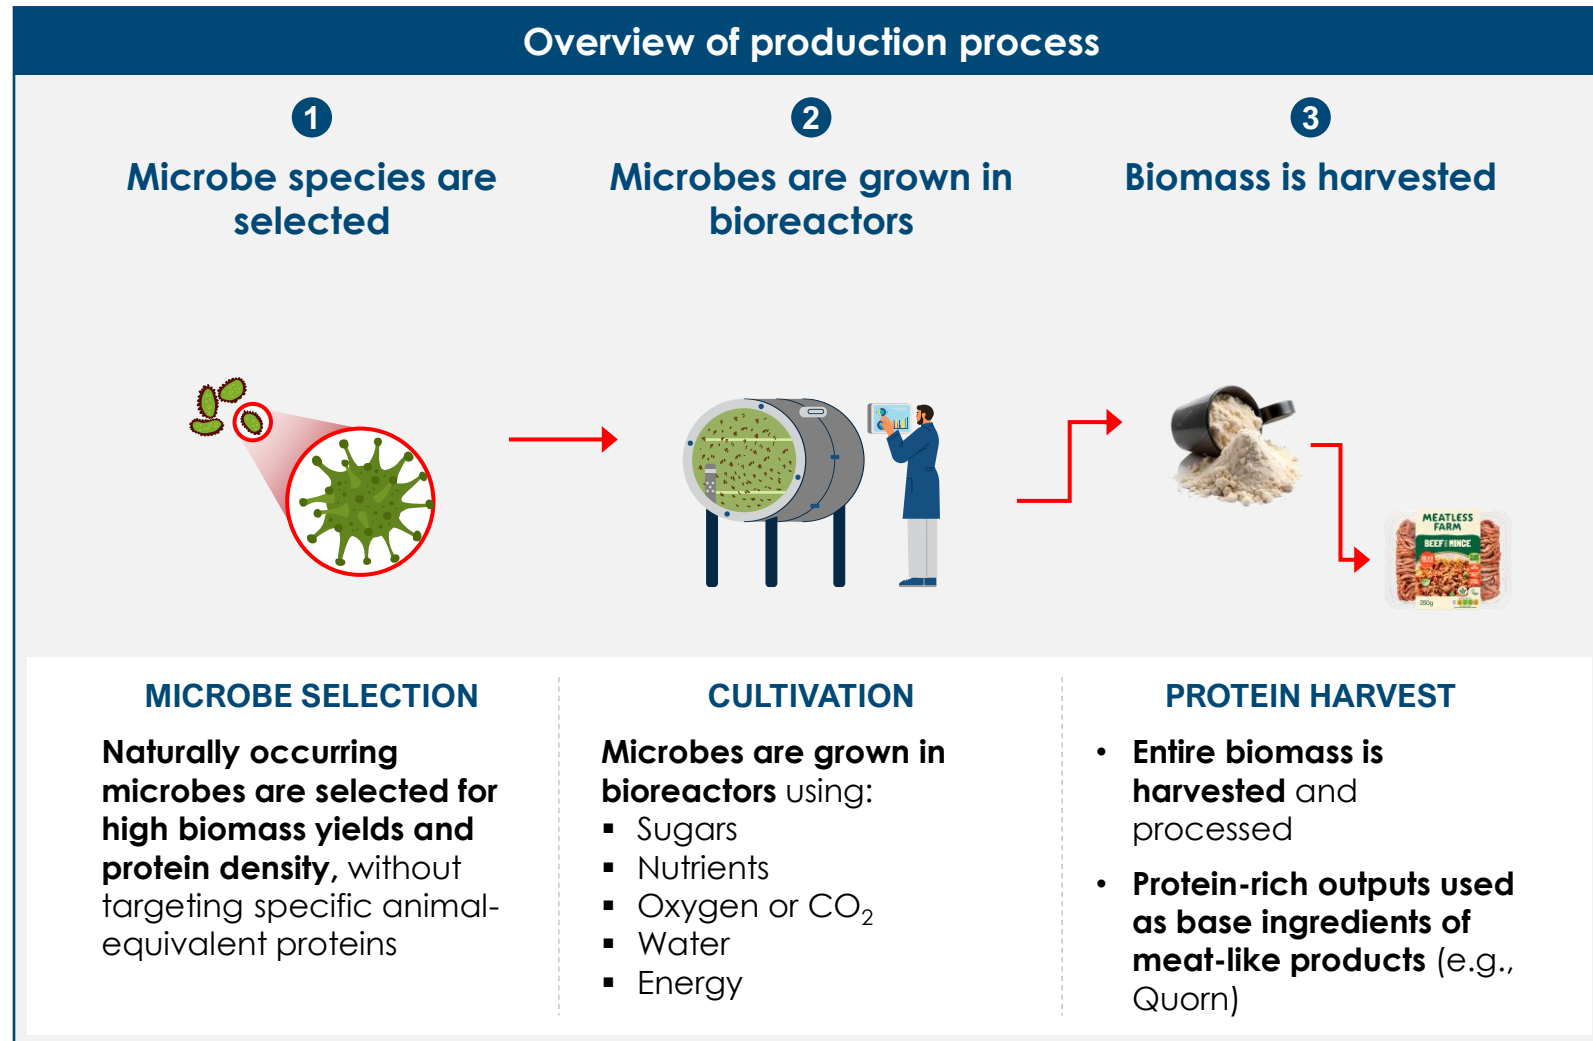 Overview of production process
1
Microbe species are
selected
2
Microbes are grown in
bioreactors
3
Biomass is harvested
MEATLESS
FARM
BEEF MINCE
350g
MICROBE SELECTION
Naturally occurring
microbes are selected for
high biomass yields and
protein density, without
targeting specific animal-
equivalent proteins
CULTIVATION
Microbes are grown in
bioreactors using:
▪ Sugars
▪ Nutrients
▪ Oxygen or CO₂
▪ Water
▪ Energy
PROTEIN HARVEST
• Entire biomass is
harvested and
processed
• Protein-rich outputs used
as base ingredients of
meat-like products (e.g.,
Quorn)